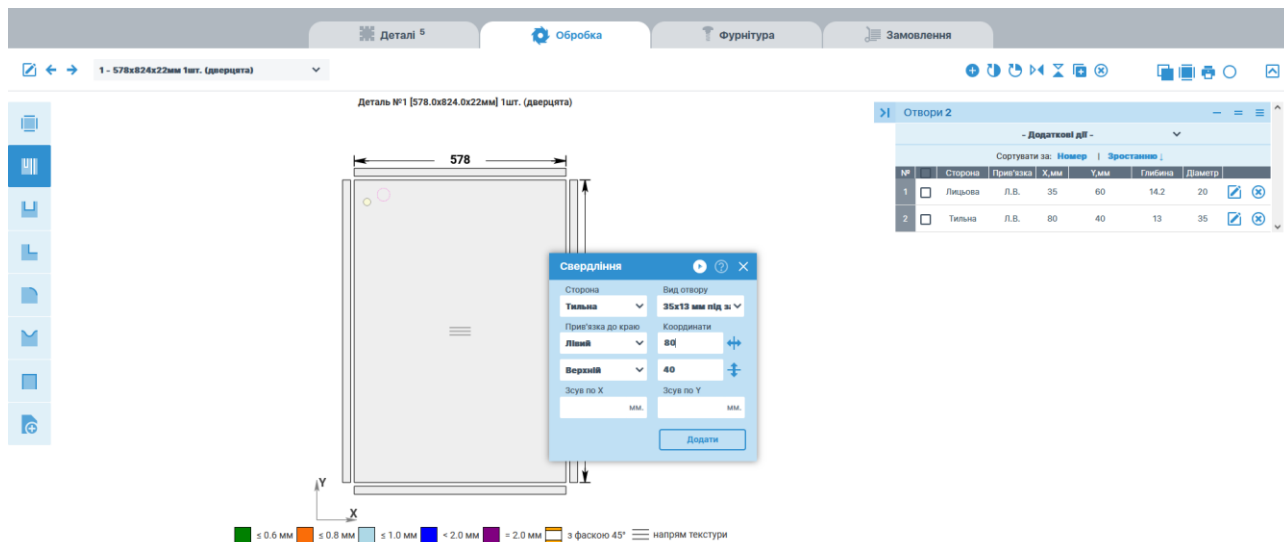 Деталі 5
Обробка
Фурнітура
Замовлення
1 - 578x824x22мм 1шт. (дверцята)
Деталь №1 [578.0x824.0x22мм] 1шт. (дверцята)
578
Y
X
Свердління
Сторона Вид отвору
Тильна 35x13 мм під за
Прив'язка до краю Координати
Лівий 80
Верхній 40
Зсув по X Зсув по Y
мм. мм.
Додати
Отвори 2
- Додаткові дії -
Сортувати за: Номер | Зростанню ↓
№ Сторона Прив'язка X,мм Y,мм Глибина Діаметр
1 Лицьова Л.В. 35 60 14.2 20
2 Тильна Л.В. 80 40 13 35
≤ 0.6 мм ≤ 0.8 мм ≤ 1.0 мм < 2.0 мм = 2.0 мм з фаскою 45° напрям текстури